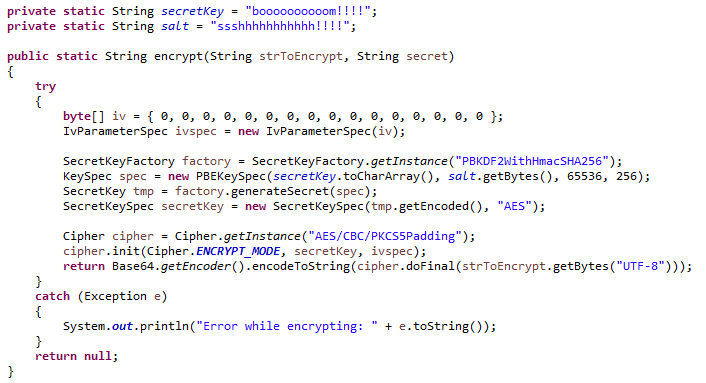 private static String secretKey = "boooooooooom!!!!";
private static String salt = "ssshhhhhhhhhhh!!!!";
public static String encrypt(String strToEncrypt, String secret)
{
try
{
byte[] iv = { 0, 0, 0, 0, 0, 0, 0, 0, 0, 0, 0, 0, 0, 0, 0, 0 };
IvParameterSpec ivspec = new IvParameterSpec(iv);
SecretKeyFactory factory = SecretKeyFactory.getInstance("PBKDF2WithHmacSHA256");
KeySpec spec = new PBEKeySpec(secretKey.toCharArray(), salt.getBytes(), 65536, 256);
SecretKey tmp = factory.generateSecret(spec);
SecretKeySpec secretKey = new SecretKeySpec(tmp.getEncoded(), "AES");
Cipher cipher = Cipher.getInstance("AES/CBC/PKCS5Padding");
cipher.init(Cipher.ENCRYPT_MODE, secretKey, ivspec);
return Base64.getEncoder().encodeToString(cipher.doFinal(strToEncrypt.getBytes("UTF-8")));
}
catch (Exception e)
{
System.out.println("Error while encrypting: " + e.toString());
}
return null;
}